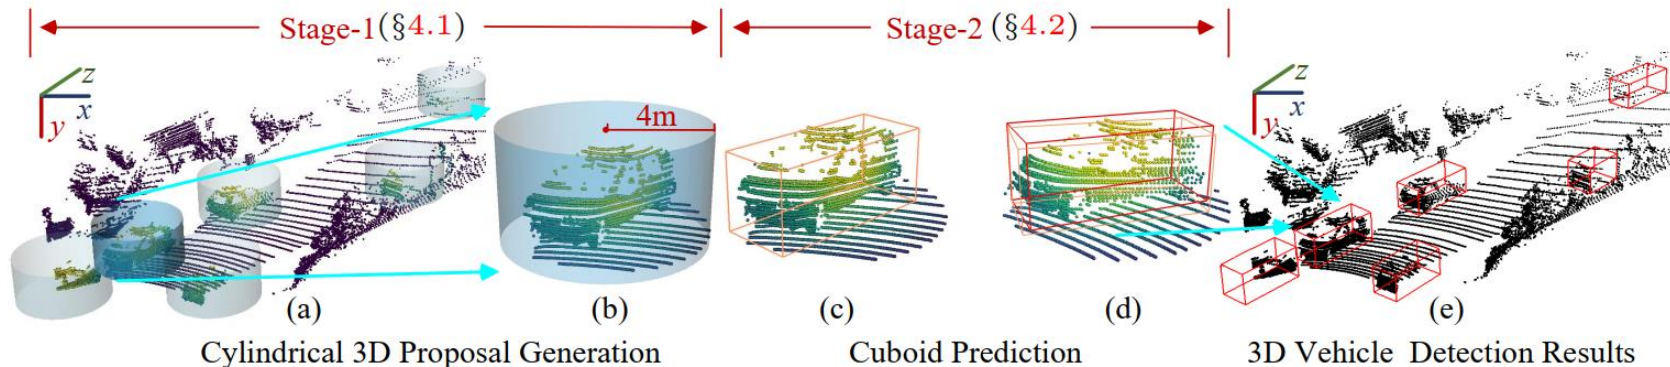 Stage-1 (§4.1) Stage-2 (§4.2)
z
x
y
4m
z
x
y
(a) (b) (c) (d) (e)
Cylindrical 3D Proposal Generation Cuboid Prediction 3D Vehicle Detection Results